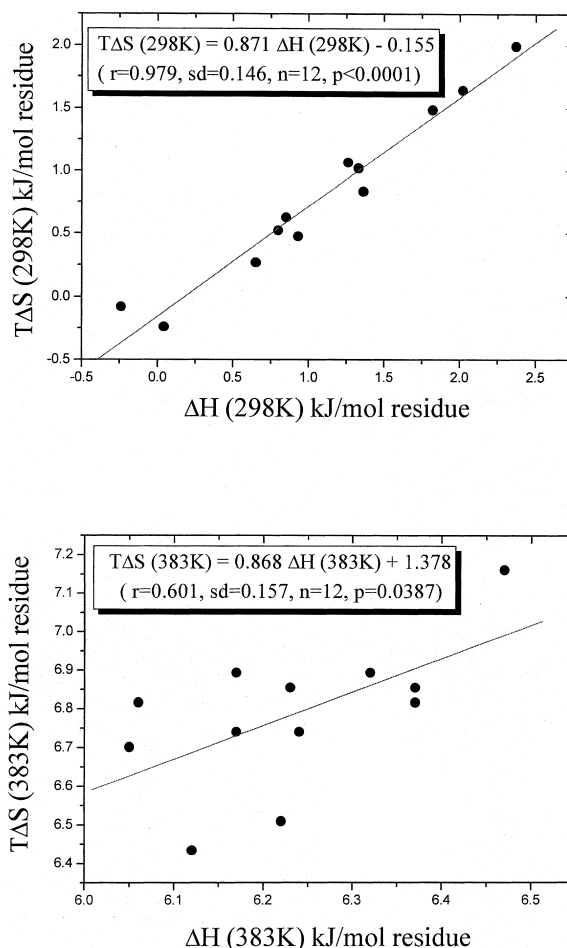 TΔS (298K) = 0.871 ΔH (298K) - 0.155
( r=0.979, sd=0.146, n=12, p<0.0001)
TΔS (298K) kJ/mol residue
2.0
1.5
1.0
0.5
0.0
-0.5
-0.5 0.0 0.5 1.0 1.5 2.0 2.5
ΔH (298K) kJ/mol residue
TΔS (383K) = 0.868 ΔH (383K) + 1.378
( r=0.601, sd=0.157, n=12, p=0.0387)
TΔS (383K) kJ/mol residue
7.2
7.1
7.0
6.9
6.8
6.7
6.6
6.5
6.4
6.0 6.1 6.2 6.3 6.4 6.5
ΔH (383K) kJ/mol residue